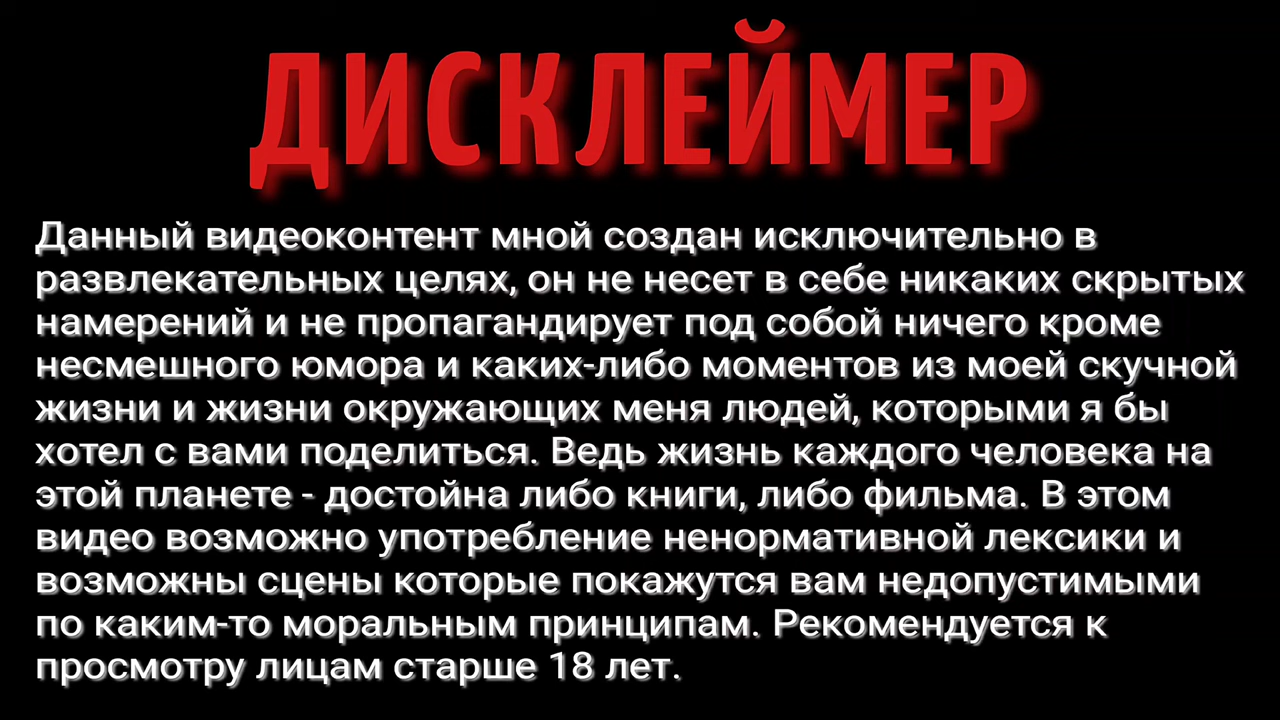 ДИСКЛЕЙМЕР
Данный видеоконтент мной создан исключительно в
развлекательных целях, он не несет в себе никаких скрытых
намерений и не пропагандирует под собой ничего кроме
несмешного юмора и каких-либо моментов из моей скучной
жизни и жизни окружающих меня людей, которыми я бы
хотел с вами поделиться. Ведь жизнь каждого человека на
этой планете - достойна либо книги, либо фильма. В этом
видео возможно употребление ненормативной лексики и
возможны сцены которые покажутся вам недопустимыми
по каким-то моральным принципам. Рекомендуется к
просмотру лицам старше 18 лет.